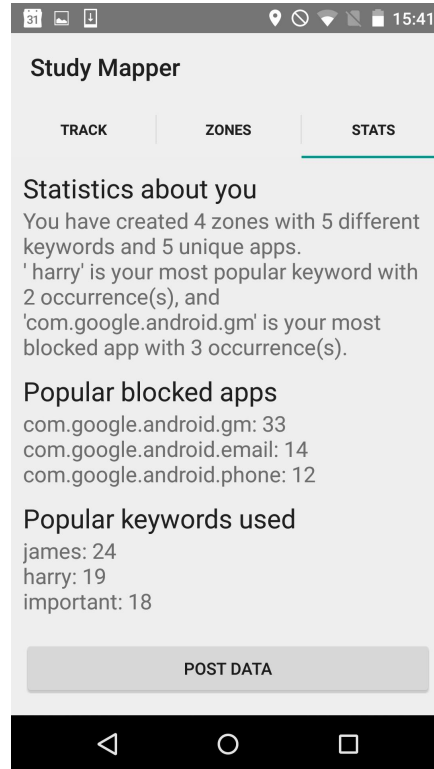 31 15:41
Study Mapper
TRACK ZONES STATS
Statistics about you
You have created 4 zones with 5 different
keywords and 5 unique apps.
' harry' is your most popular keyword with
2 occurrence(s), and
'com.google.android.gm' is your most
blocked app with 3 occurrence(s).
Popular blocked apps
com.google.android.gm: 33
com.google.android.email: 14
com.google.android.phone: 12
Popular keywords used
james: 24
harry: 19
important: 18
POST DATA